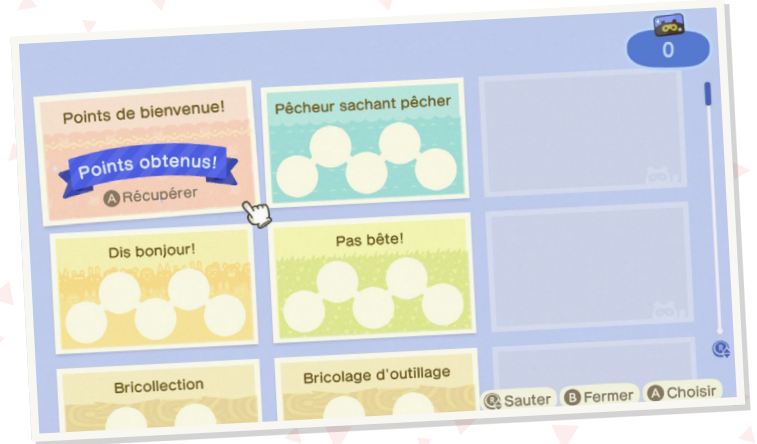 0
Points de bienvenue!
Points obtenus!
A Récupérer
Pêcheur sachant pêcher
Dis bonjour!
Pas bête!
Bricollection
Bricolage d'outillage
R Sauter
B Fermer
A Choisir